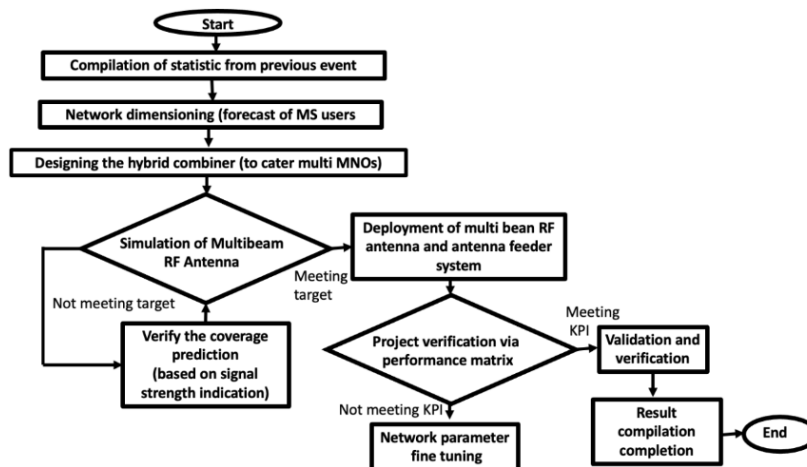 Start
Compilation of statistic from previous event
Network dimensioning (forecast of MS users
Designing the hybrid combiner (to cater multi MNOs)
Simulation of Multibeam
RF Antenna
Not meeting target
Verify the coverage
prediction
(based on signal
strength indication)
Meeting
target
Deployment of multi bean RF
antenna and antenna feeder
system
Project verification via
performance matrix
Not meeting KPI
Network parameter
fine tuning
Meeting
KPI
Validation and
verification
Result
compilation
completion
End